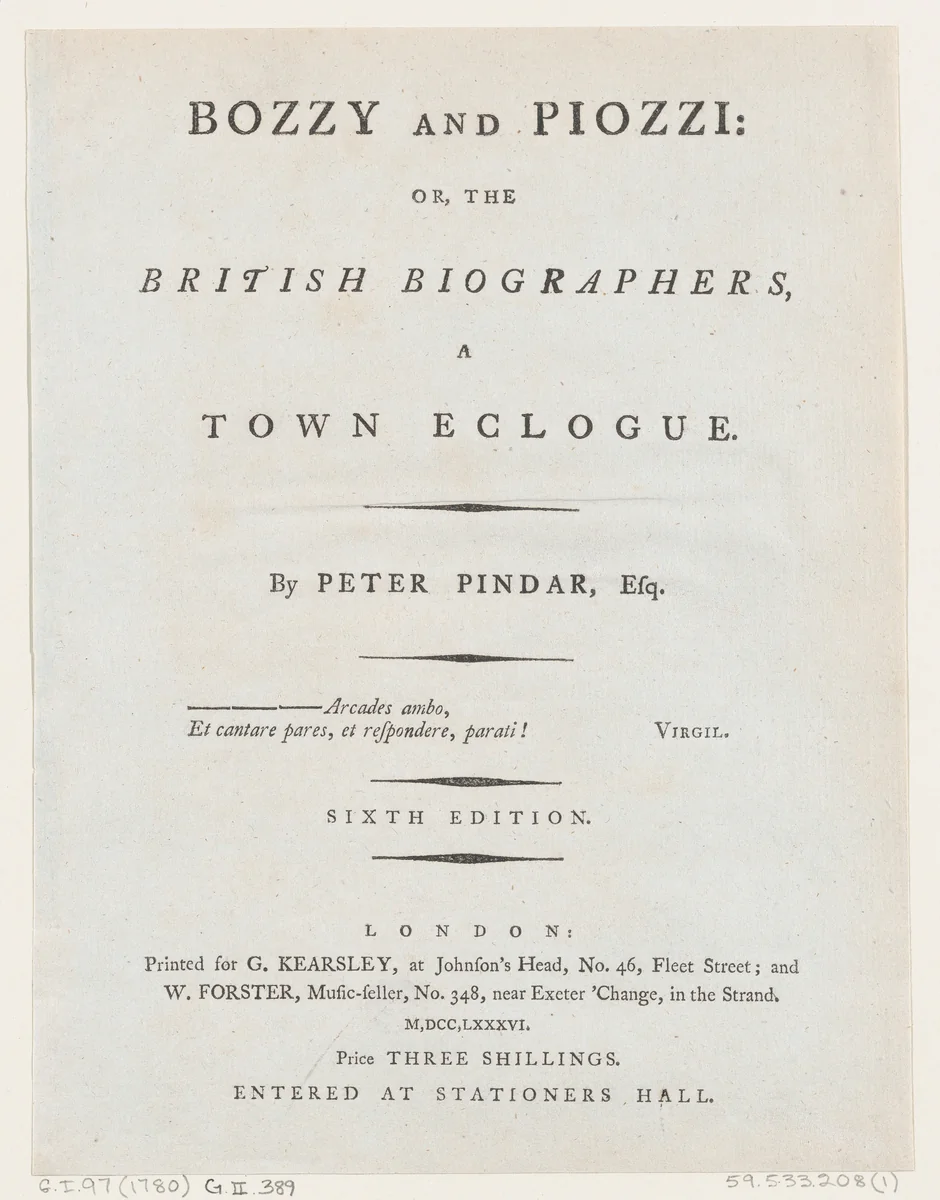 BOZZY AND PIOZZI:
OR, THE
BRITISH BIOGRAPHERS,
A
TOWN ECLOGUE.
By PETER PINDAR, Eſq.
———Arcades ambo,
Et cantare pares, et reſpondere, parati! VIRGIL.
SIXTH EDITION.
LONDON:
Printed for G. KEARSLEY, at Johnſon's Head, No. 46, Fleet Street; and
W. FORSTER, Muſic-ſeller, No. 348, near Exeter 'Change, in the Strand.
M,DCC,LXXXVI.
Price THREE SHILLINGS.
ENTERED AT STATIONERS HALL.
G.I.97(1780) G.II.389 59.533.208(1)